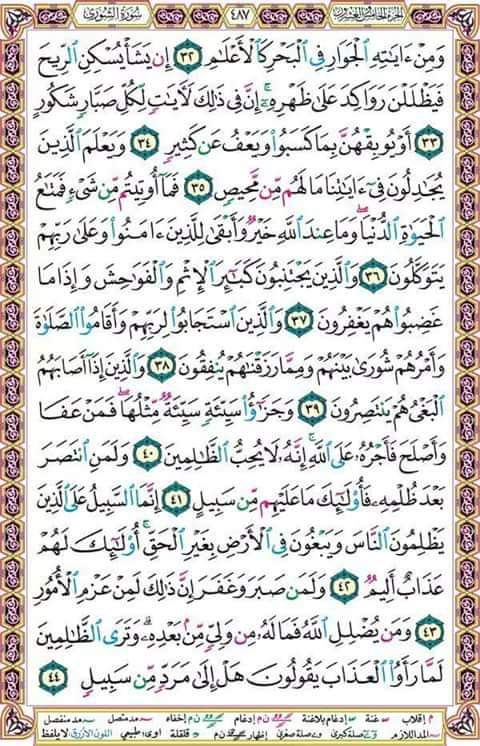 الجزء الخامس والعشرون ٤٨٧ سورة الشورى
وَمِنْ ءَايَـٰتِهِ ٱلْجَوَارِ فِى ٱلْبَحْرِ كَٱلْأَعْلَـٰمِ ٣٢ إِن يَشَأْ يُسْكِنِ ٱلرِّيحَ
فَيَظْلَلْنَ رَوَاكِدَ عَلَىٰ ظَهْرِهِۦٓ ۚ إِنَّ فِى ذَٰلِكَ لَـَٔايَـٰتٍ لِّكُلِّ صَبَّارٍ شَكُورٍ
٣٣ أَوْ يُوبِقْهُنَّ بِمَا كَسَبُوا۟ وَيَعْفُ عَن كَثِيرٍ ٣٤ وَيَعْلَمَ ٱلَّذِينَ
يُجَـٰدِلُونَ فِىٓ ءَايَـٰتِنَا مَا لَهُم مِّن مَّحِيصٍ ٣٥ فَمَآ أُوتِيتُم مِّن شَىْءٍ فَمَتَـٰعُ
ٱلْحَيَوٰةِ ٱلدُّنْيَا ۖ وَمَا عِندَ ٱللَّهِ خَيْرٌ وَأَبْقَىٰ لِلَّذِينَ ءَامَنُوا۟ وَعَلَىٰ رَبِّهِمْ
يَتَوَكَّلُونَ ٣٦ وَٱلَّذِينَ يَجْتَنِبُونَ كَبَـٰٓئِرَ ٱلْإِثْمِ وَٱلْفَوَٰحِشَ وَإِذَا مَا
غَضِبُوا۟ هُمْ يَغْفِرُونَ ٣٧ وَٱلَّذِينَ ٱسْتَجَابُوا۟ لِرَبِّهِمْ وَأَقَامُوا۟ ٱلصَّلَوٰةَ
وَأَمْرُهُمْ شُورَىٰ بَيْنَهُمْ وَمِمَّا رَزَقْنَـٰهُمْ يُنفِقُونَ ٣٨ وَٱلَّذِينَ إِذَآ أَصَابَهُمُ
ٱلْبَغْىُ هُمْ يَنتَصِرُونَ ٣٩ وَجَزَٰٓؤُا۟ سَيِّئَةٍ سَيِّئَةٌ مِّثْلُهَا ۖ فَمَنْ عَفَا
وَأَصْلَحَ فَأَجْرُهُۥ عَلَى ٱللَّهِ ۚ إِنَّهُۥ لَا يُحِبُّ ٱلظَّـٰلِمِينَ ٤٠ وَلَمَنِ ٱنتَصَرَ
بَعْدَ ظُلْمِهِۦ فَأُو۟لَـٰٓئِكَ مَا عَلَيْهِم مِّن سَبِيلٍ ٤١ إِنَّمَا ٱلسَّبِيلُ عَلَى ٱلَّذِينَ
يَظْلِمُونَ ٱلنَّاسَ وَيَبْغُونَ فِى ٱلْأَرْضِ بِغَيْرِ ٱلْحَقِّ ۚ أُو۟لَـٰٓئِكَ لَهُمْ
عَذَابٌ أَلِيمٌ ٤٢ وَلَمَن صَبَرَ وَغَفَرَ إِنَّ ذَٰلِكَ لَمِنْ عَزْمِ ٱلْأُمُورِ
٤٣ وَمَن يُضْلِلِ ٱللَّهُ فَمَا لَهُۥ مِن وَلِىٍّ مِّنۢ بَعْدِهِۦ ۗ وَتَرَى ٱلظَّـٰلِمِينَ
لَمَّا رَأَوُا۟ ٱلْعَذَابَ يَقُولُونَ هَلْ إِلَىٰ مَرَدٍّ مِّن سَبِيلٍ ٤٤
م إقلاب غنة إدغام بلاغنة ن م إدغام ن م إخفاء مد متصل مد منفصل
المد اللازم صلة كبرى صلة صغرى إظهار ن م قلقلة اوى: طبيعي اللون الأزرق لا يلفظ